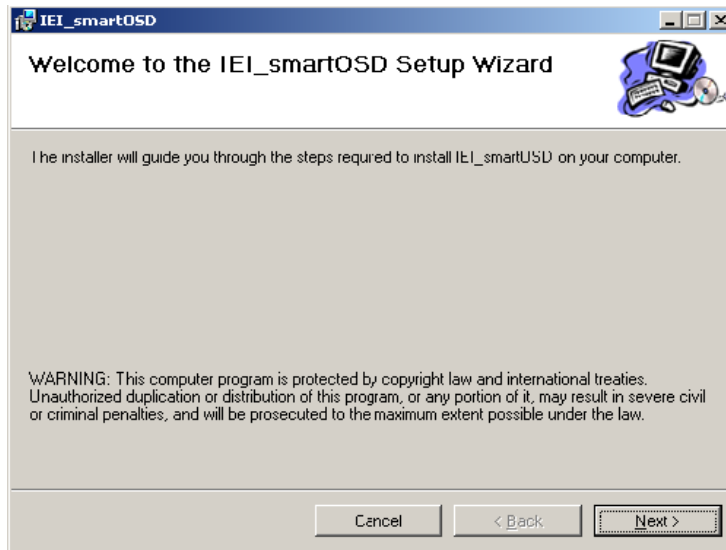 IEI_smartOSD
Welcome to the IEI_smartOSD Setup Wizard
The installer will guide you through the steps required to install IEI_smartOSD on your computer.
WARNING: This computer program is protected by copyright law and international treaties.
Unauthorized duplication or distribution of this program, or any portion of it, may result in severe civil
or criminal penalties, and will be prosecuted to the maximum extent possible under the law.
Cancel
< Back
Next >